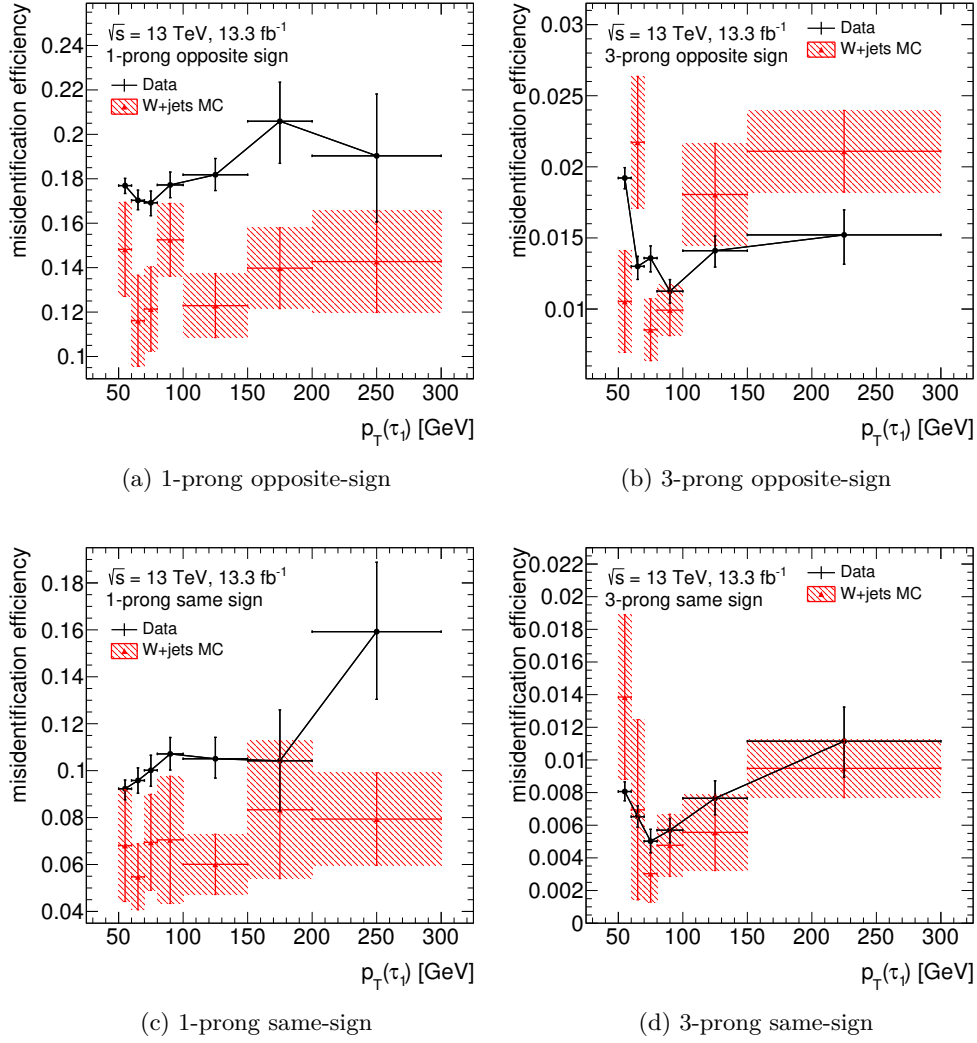 misidentification efficiency
0.24
0.22
0.2
0.18
0.16
0.14
0.12
0.1
√s = 13 TeV, 13.3 fb⁻¹
1-prong opposite sign
Data
W+jets MC
50 100 150 200 250 300
p_T(τ₁) [GeV]
(a) 1-prong opposite-sign
misidentification efficiency
0.03
0.025
0.02
0.015
0.01
√s = 13 TeV, 13.3 fb⁻¹
3-prong opposite sign
Data
W+jets MC
50 100 150 200 250 300
p_T(τ₁) [GeV]
(b) 3-prong opposite-sign
misidentification efficiency
0.18
0.16
0.14
0.12
0.1
0.08
0.06
0.04
√s = 13 TeV, 13.3 fb⁻¹
1-prong same sign
Data
W+jets MC
50 100 150 200 250 300
p_T(τ₁) [GeV]
(c) 1-prong same-sign
misidentification efficiency
0.022
0.02
0.018
0.016
0.014
0.012
0.01
0.008
0.006
0.004
0.002
0
√s = 13 TeV, 13.3 fb⁻¹
3-prong same sign
Data
W+jets MC
50 100 150 200 250 300
p_T(τ₁) [GeV]
(d) 3-prong same-sign